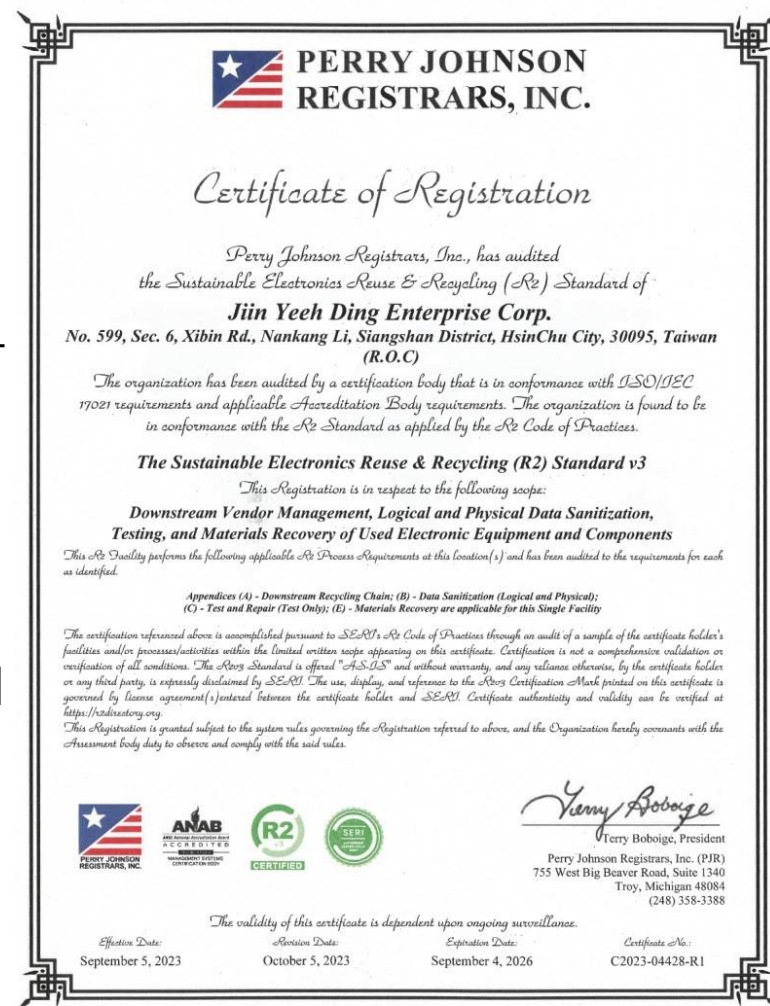 PERRY JOHNSON
REGISTRARS, INC.
Certificate of Registration
Perry Johnson Registrars, Inc., has audited
the Sustainable Electronics Reuse & Recycling (R2) Standard of
Jiin Yeeh Ding Enterprise Corp.
No. 599, Sec. 6, Xibin Rd., Nankang Li, Siangshan District, HsinChu City, 30095, Taiwan
(R.O.C)
The organization has been audited by a certification body that is in conformance with ISO/IEC
17021 requirements and applicable Accreditation Body requirements. The organization is found to be
in conformance with the R2 Standard as applied by the R2 Code of Practices.
The Sustainable Electronics Reuse & Recycling (R2) Standard v3
This Registration is in respect to the following scope:
Downstream Vendor Management, Logical and Physical Data Sanitization,
Testing, and Materials Recovery of Used Electronic Equipment and Components
This R2 Facility performs the following applicable R2 Process Requirements at this location(s) and has been audited to the requirements for each
as identified.
Appendices (A) - Downstream Recycling Chain; (B) - Data Sanitization (Logical and Physical);
(C) - Test and Repair (Test Only); (E) - Materials Recovery are applicable for this Single Facility
The certification referenced above is accomplished pursuant to SERI's R2 Code of Practices through an audit of a sample of the certificate holder's
facilities and/or processes/activities within the limited written scope appearing on this certificate. Certification is not a comprehensive validation or
verification of all conditions. The R2v3 Standard is offered "AS-IS" and without warranty, and any reliance otherwise, by the certificate holder
or any third party, is expressly disclaimed by SERI. The use, display, and reference to the R2v3 Certification Mark printed on this certificate is
governed by license agreement(s)entered between the certificate holder and SERI. Certificate authenticity and validity can be verified at
https://r2directory.org.
This Registration is granted subject to the system rules governing the Registration referred to above, and the Organization hereby covenants with the
Assessment body duty to observe and comply with the said rules.
PERRY JOHNSON
REGISTRARS, INC.
ANAB
ANSI National Accreditation Board
ACCREDITED
MANAGEMENT SYSTEMS
CERTIFICATION BODY
R2
v3
CERTIFIED
SERI
Terry Boboige
Terry Boboige, President
Perry Johnson Registrars, Inc. (PJR)
755 West Big Beaver Road, Suite 1340
Troy, Michigan 48084
(248) 358-3388
The validity of this certificate is dependent upon ongoing surveillance.
Effective Date: Revision Date: Expiration Date: Certificate No.:
September 5, 2023 October 5, 2023 September 4, 2026 C2023-04428-R1